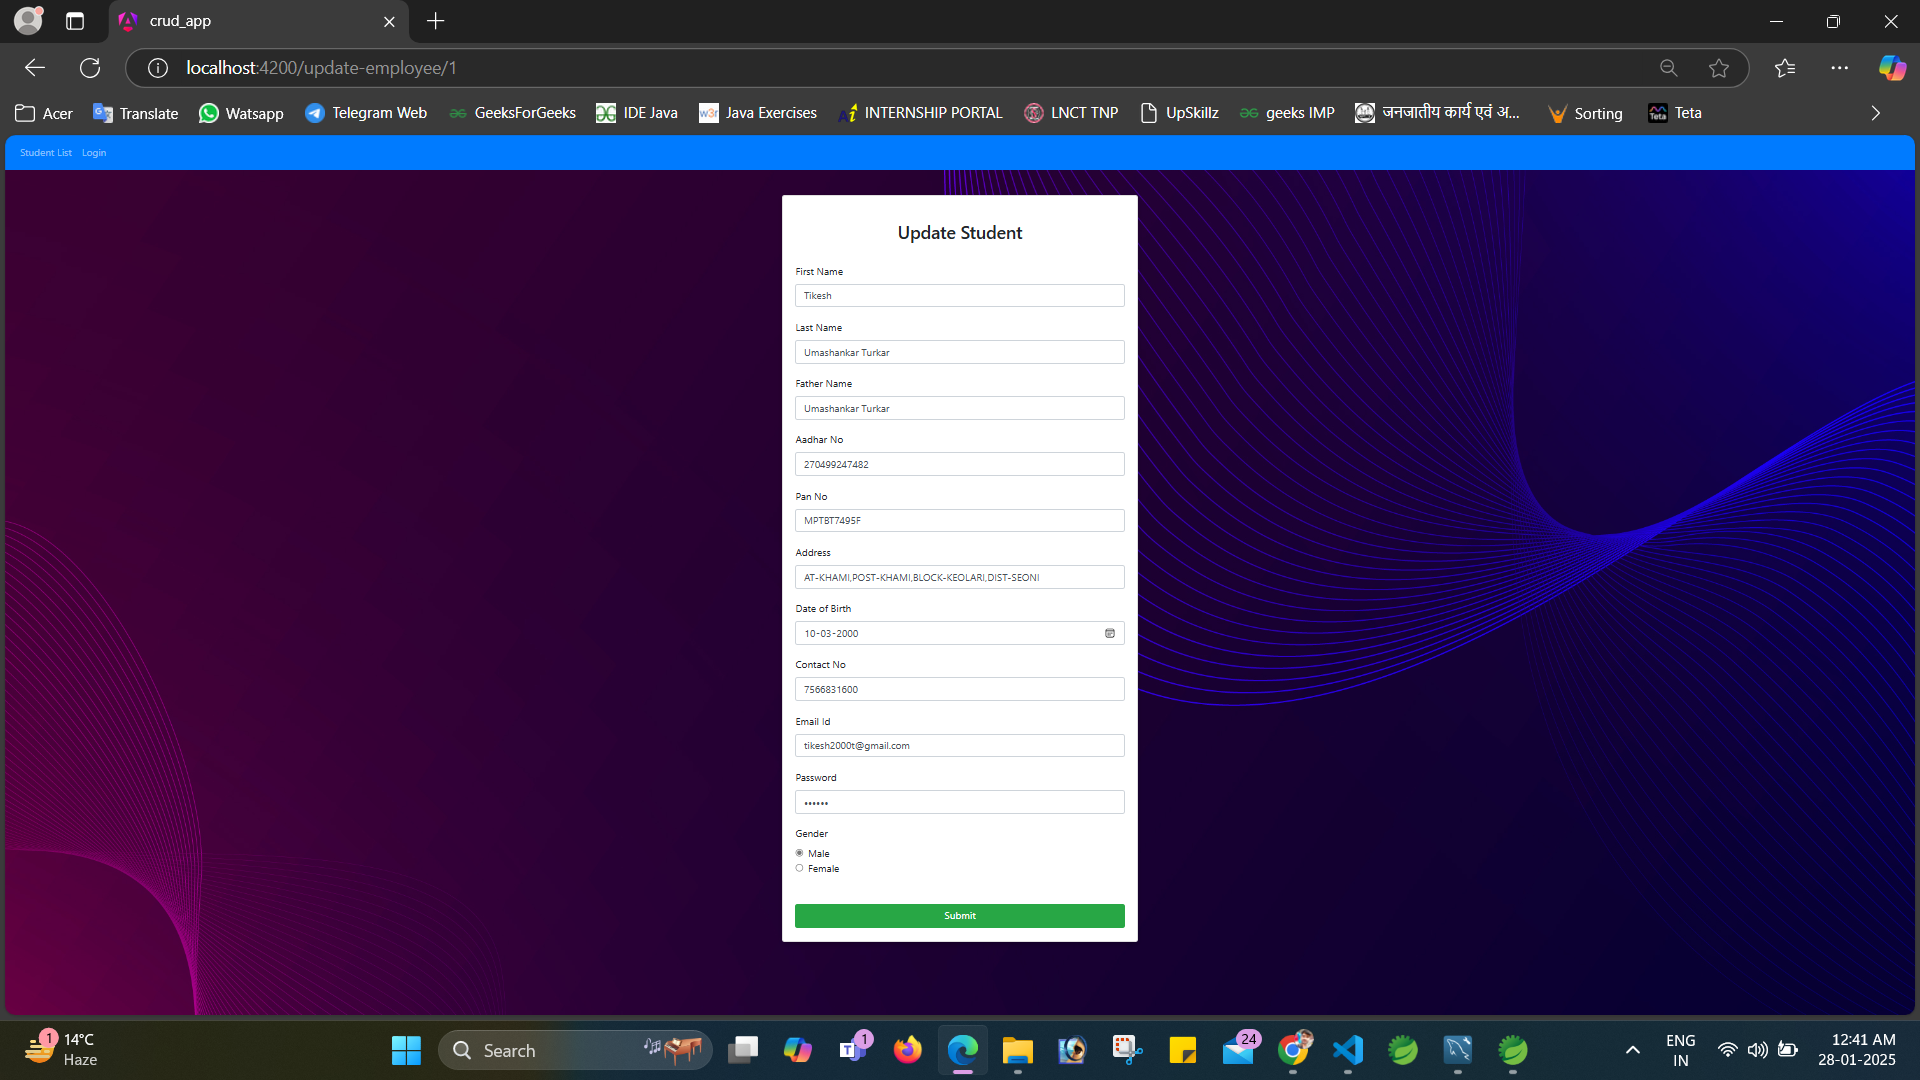 crud_app
localhost:4200/update-employee/1
Acer Translate Watsapp Telegram Web GeeksForGeeks IDE Java Java Exercises INTERNSHIP PORTAL LNCT TNP UpSkillz geeks IMP जनजातीय कार्य एवं अ... Sorting Teta
Student List Login
Update Student
First Name
Tikesh
Last Name
Umashankar Turkar
Father Name
Umashankar Turkar
Aadhar No
270499247482
Pan No
MPTBT7495F
Address
AT-KHAMI,POST-KHAMI,BLOCK-KEOLARI,DIST-SEONI
Date of Birth
10-03-2000
Contact No
7566831600
Email Id
tikesh2000t@gmail.com
Password
••••••
Gender
Male
Female
Submit
1 14°C
Haze
Search
1
24
ENG
IN
12:41 AM
28-01-2025